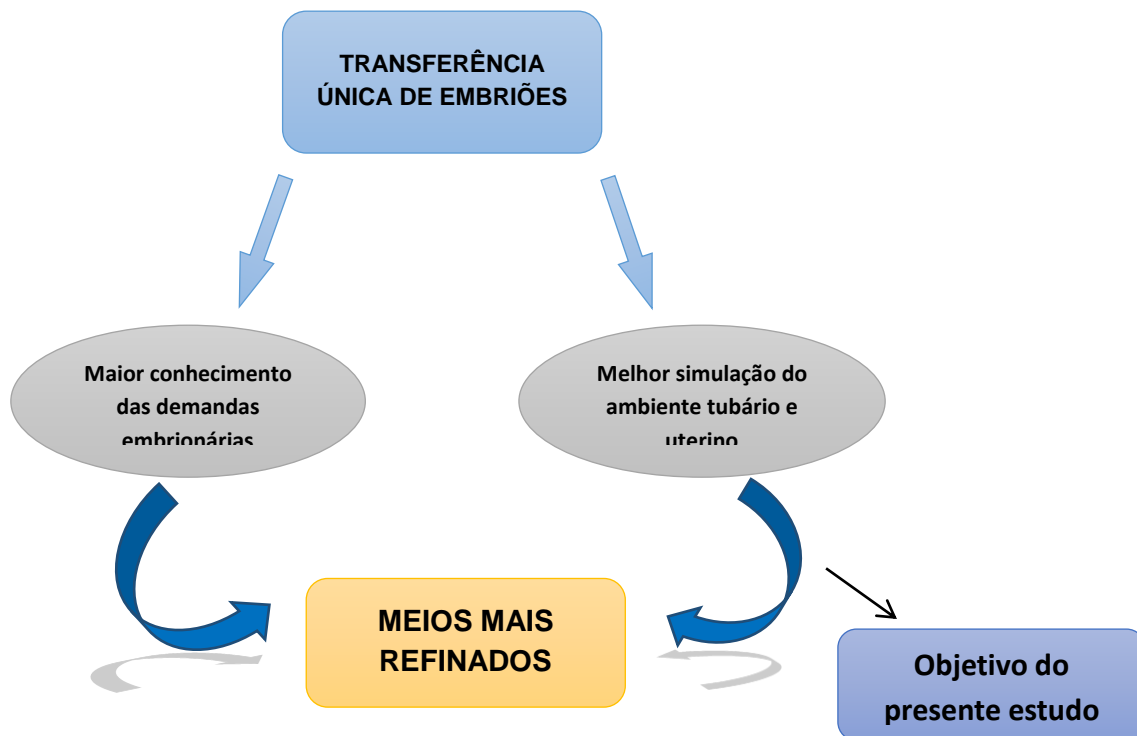 TRANSFERÊNCIA
ÚNICA DE EMBRIÕES
Maior conhecimento
das demandas
embrionárias
Melhor simulação do
ambiente tubário e
uterino
MEIOS MAIS
REFINADOS
Objetivo do
presente estudo